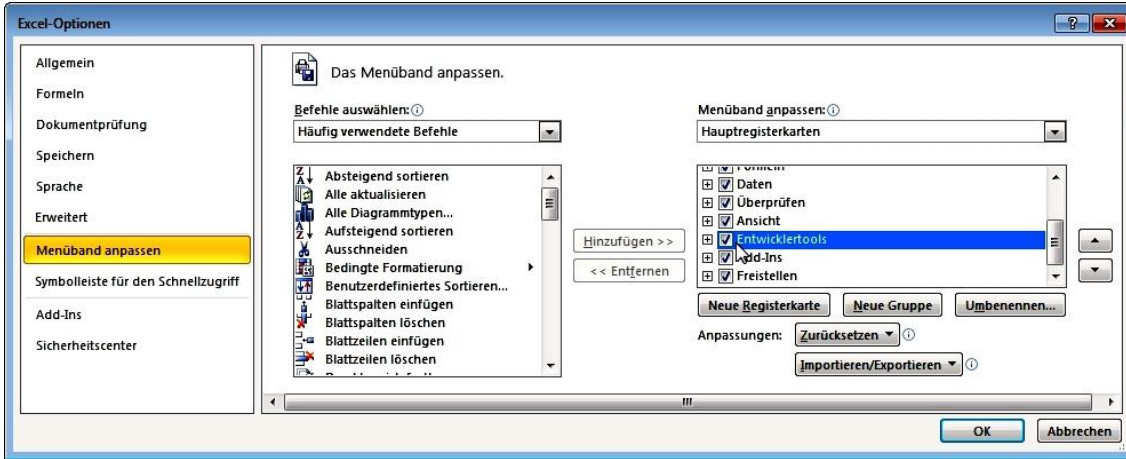 Excel-Optionen
Allgemein
Formeln
Dokumentprüfung
Speichern
Sprache
Erweitert
Menüband anpassen
Symbolleiste für den Schnellzugriff
Add-Ins
Sicherheitscenter
Das Menüband anpassen.
Befehle auswählen:
Häufig verwendete Befehle
Absteigend sortieren
Alle aktualisieren
Alle Diagrammtypen...
Aufsteigend sortieren
Ausschneiden
Bedingte Formatierung
Benutzerdefiniertes Sortieren...
Blattspalten einfügen
Blattspalten löschen
Blattzeilen einfügen
Blattzeilen löschen
Hinzufügen >>
<< Entfernen
Menüband anpassen:
Hauptregisterkarten
Formeln
Daten
Überprüfen
Ansicht
Entwicklertools
Add-Ins
Freistellen
Neue Registerkarte
Neue Gruppe
Umbenennen...
Anpassungen:
Zurücksetzen
Importieren/Exportieren
OK
Abbrechen